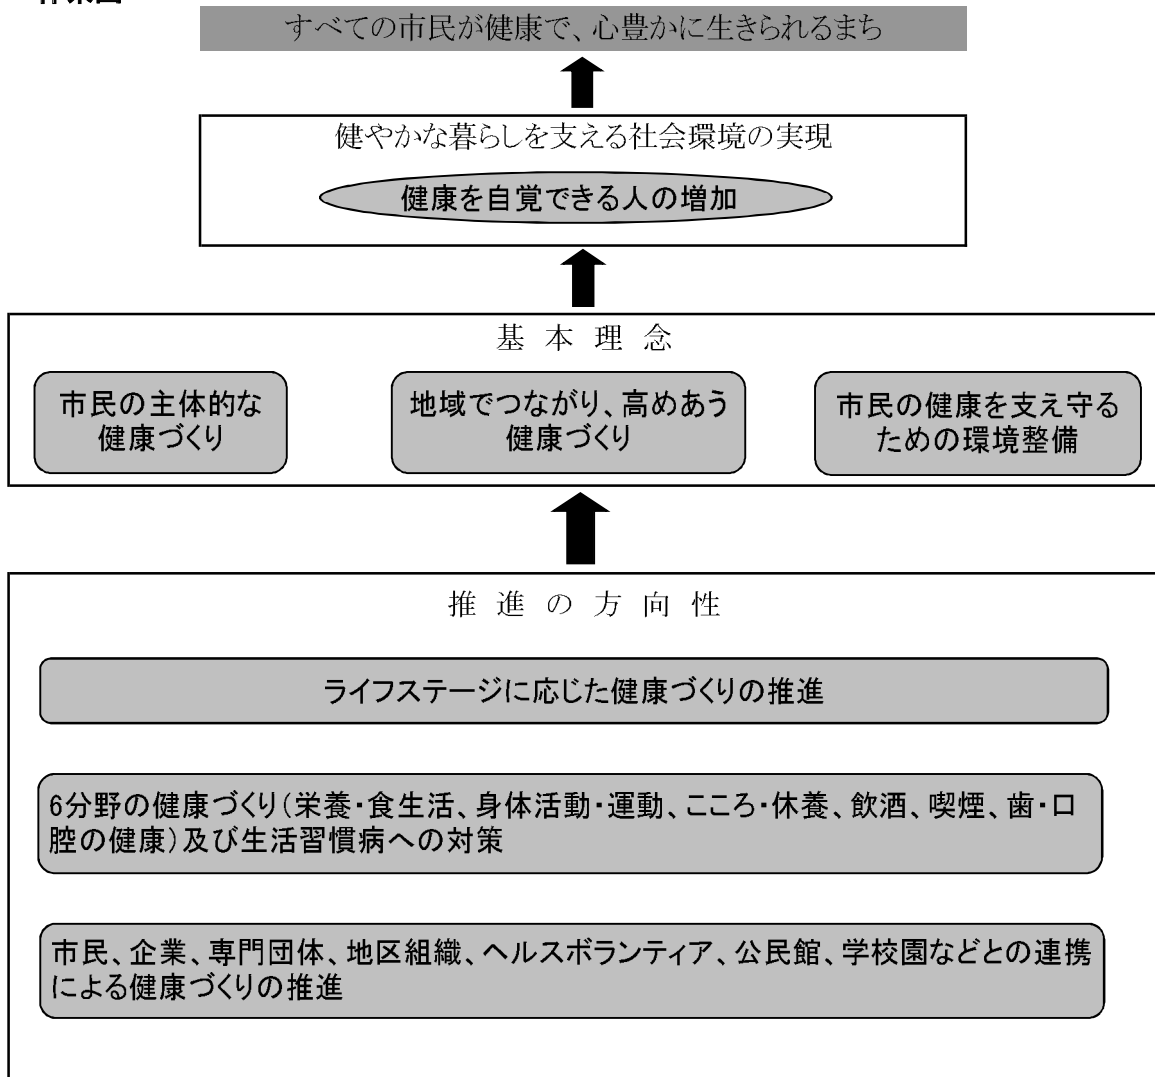 すべての市民が健康で、心豊かに生きられるまち
健やかな暮らしを支える社会環境の実現
健康を自覚できる人の増加
基本理念
市民の主体的な
健康づくり
地域でつながり、高めあう
健康づくり
市民の健康を支え守る
ための環境整備
推進の方向性
ライフステージに応じた健康づくりの推進
6分野の健康づくり(栄養・食生活、身体活動・運動、こころ・休養、飲酒、喫煙、歯・口
腔の健康)及び生活習慣病への対策
市民、企業、専門団体、地区組織、ヘルスボランティア、公民館、学校園などとの連携
による健康づくりの推進